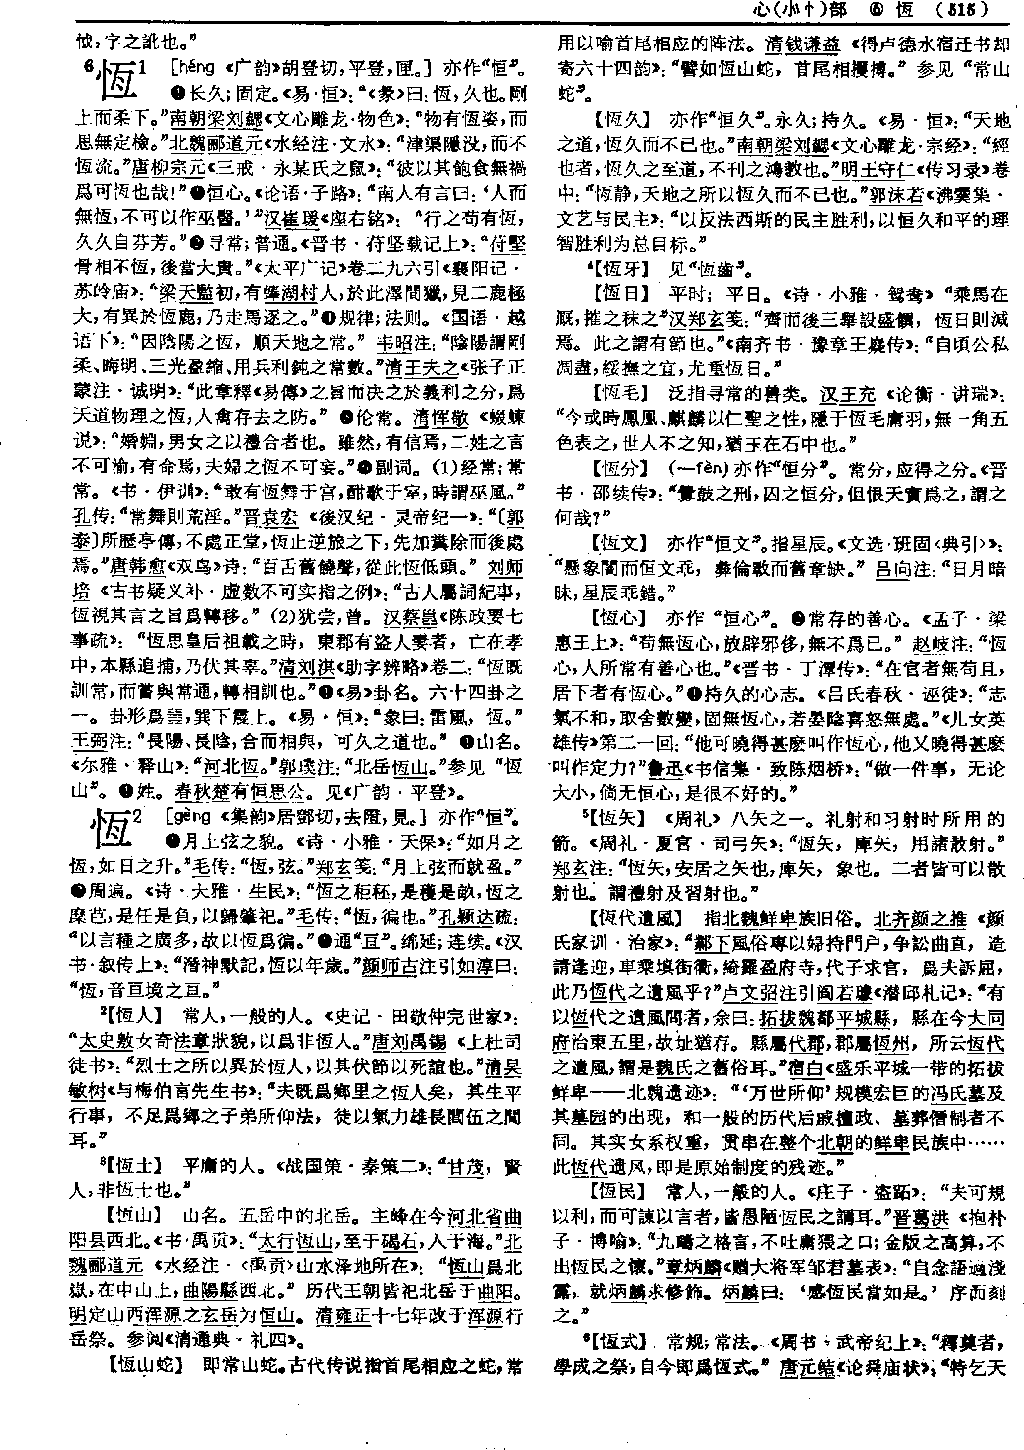 心(小忄)部 ⑥ 恆 (515)
怴,字之訛也。”
6恆1 [héng《广韵》胡登切,平登,匣。] 亦作“恒”。
❶长久;固定。《易·恒》:“《彖》曰:恆,久也。剛
上而柔下。”南朝梁刘勰《文心雕龙·物色》:“物有恆姿,而
思無定檢。”北魏郦道元《水经注·文水》:“津渠隱没,而不
恆流。”唐柳宗元《三戒·永某氏之鼠》:“彼以其飽食無禍
爲可恆也哉!”❷恒心。《论语·子路》:“南人有言曰:‘人而
無恆,不可以作巫醫。’”汉崔瑗《座右铭》:“行之苟有恆,
久久自芬芳。”❸寻常;普通。《晋书·苻坚载记上》:“苻堅
骨相不恆,後當大貴。”《太平广记》卷二九六引《襄阳记·
苏岭庙》:“梁天監初,有蟂湖村人,於此澤間獵,見二鹿極
大,有異於恆鹿,乃走馬逐之。”❹规律;法则。《国语·越
语下》:“因陰陽之恆,順天地之常。”韦昭注:“陰陽謂剛
柔、晦明、三光盈縮、用兵利鈍之常數。”清王夫之《张子正
蒙注·诚明》:“此章釋《易傳》之旨而決之於義利之分,爲
天道物理之恆,人禽存去之防。”❺伦常。清恽敬《螆蝀
说》:“婚姻,男女之以禮合者也。雖然,有信焉,二姓之言
不可渝,有命焉,夫婦之恆不可妄。”❻副词。(1)经常;常
常。《书·伊训》:“敢有恆舞于宫,酣歌于室,時謂巫風。”
孔传:“常舞則荒淫。”晋袁宏《後汉纪·灵帝纪一》:“〔郭
泰〕所歷亭傳,不處正堂,恆止逆旅之下,先加糞除而後處
焉。”唐韩愈《双鸟》诗:“百舌舊饒聲,從此恆低頭。”刘师
培《古书疑义补·虚数不可实指之例》:“古人屬詞紀事,
恆視其言之旨爲轉移。”(2)犹尝,曾。汉蔡邕《陈政要七
事疏》:“恆思皇后祖載之時,東郡有盗人妻者,亡在孝
中,本縣追捕,乃伏其辜。”清刘淇《助字辨略》卷二:“恆既
訓常,而嘗與常通,轉相訓也。”❼《易》卦名。六十四卦之
一。卦形爲䷟,巽下震上。《易·恒》:“象曰:雷風,恆。”
王弼注:“長陽、長陰,合而相與,可久之道也。”❽山名。
《尔雅·释山》:“河北恆。”郭璞注:“北岳恆山。”参见“恆
山”。❾姓。春秋楚有恒思公。见《广韵·平登》。
恆2 [gèng《集韵》居鄧切,去隥,見。] 亦作“恒”。
❶月上弦之貌。《诗·小雅·天保》:“如月之
恆,如日之升。”毛传:“恆,弦。”郑玄笺:“月上弦而就盈。”
❷周遍。《诗·大雅·生民》:“恆之秬秠,是穫是畝,恆之
穈芑,是任是負,以歸肇祀。”毛传:“恆,徧也。”孔颖达疏:
“以言種之廣多,故以恆爲徧。”❸通“亘”。绵延;连续。《汉
书·叙传上》:“潛神默記,恆以年歲。”颜师古注引如淳曰:
“恆,音亘境之亘。”
2【恆人】 常人,一般的人。《史记·田敬仲完世家》:
“太史敫女奇法章狀貌,以爲非恆人。”唐刘禹锡《上杜司
徒书》:“烈士之所以異於恆人,以其伏節以死誼也。”清吴
敏树《与梅伯言先生书》:“夫既爲鄉里之恆人矣,其生平
行事,不足爲鄉之子弟所仰法,徒以氣力雄長閭伍之間
耳。”
3【恆士】 平庸的人。《战国策·秦策二》:“甘茂,賢
人,非恆士也。”
【恆山】 山名。五岳中的北岳。主峰在今河北省曲
阳县西北。《书·禹贡》:“太行恆山,至于碣石,入于海。”北
魏郦道元《水经注·〈禹贡〉山水泽地所在》:“恆山爲北
嶽,在中山上,曲陽縣西北。”历代王朝皆祀北岳于曲阳。
明定山西浑源之玄岳为恒山。清雍正十七年改于浑源行
岳祭。参阅《清通典·礼四》。
【恆山蛇】 即常山蛇。古代传说指首尾相应之蛇,常
用以喻首尾相应的阵法。清钱谦益《得卢德水宿迁书却
寄六十四韵》:“譬如恆山蛇,首尾相攫搏。”参见“常山
蛇”。
【恆久】 亦作“恒久”。永久;持久。《易·恒》:“天地
之道,恆久而不已也。”南朝梁刘勰《文心雕龙·宗经》:“經
也者,恆久之至道,不刊之鴻教也。”明王守仁《传习录》卷
中:“恆静,天地之所以恆久而不已也。”郭沫若《沸羹集·
文艺与民主》:“以反法西斯的民主胜利,以恒久和平的理
智胜利为总目标。”
4【恆牙】 见“恆齒”。
【恆日】 平时;平日。《诗·小雅·鸳鸯》“乘馬在
厩,摧之秣之”汉郑玄笺:“齊而後三舉設盛饌,恆日則減
焉。此之謂有節也。”《南齐书·豫章王嶷传》:“自頃公私
凋盡,綏撫之宜,尤重恆日。”
【恆毛】 泛指寻常的兽类。汉王充《论衡·讲瑞》:
“今或時鳳凰、麒麟以仁聖之性,隱于恆毛庸羽,無一角五
色表之,世人不之知,猶玉在石中也。”
【恆分】 (—fèn)亦作“恒分”。常分,应得之分。《晋
书·邵续传》:“釁鼓之刑,囚之恆分,但恨天實爲之,謂之
何哉?”
【恆文】 亦作“恒文”。指星辰。《文选·班固〈典引〉》:
“懸象闇而恆文乖,彝倫斁而舊章缺。”吕向注:“日月暗
昧,星辰乖錯。”
【恆心】 亦作“恒心”。❶常存的善心。《孟子·梁
惠王上》:“苟無恆心,放辟邪侈,無不爲已。”赵岐注:“恆
心,人所常有善心也。”《晋书·丁潭传》:“在官者無苟且,
居下者有恆心。”❷持久的心志。《吕氏春秋·诬徒》:“志
氣不和,取舍數變,固無恆心,若晏陰喜怒無處。”《儿女英
雄传》第二一回:“他可曉得甚麽叫作恆心,他又曉得甚麽
叫作定力?”鲁迅《书信集·致陈烟桥》:“做一件事,无论
大小,倘无恒心,是很不好的。”
5【恆矢】 《周礼》八矢之一。礼射和习射时所用的
箭。《周礼·夏官·司弓矢》:“恆矢,庳矢,用諸散射。”
郑玄注:“恆矢,安居之矢也,庳矢,象也。二者皆可以散
射也。謂禮射及習射也。”
【恆代遺風】 指北魏鲜卑族旧俗。北齐颜之推《颜
氏家训·治家》:“鄴下風俗專以婦持門户,争訟曲直,造
請逢迎,車乘填街衢,綺羅盈府寺,代子求官,爲夫訴屈,
此乃恆代之遺風乎?”卢文弨注引阎若璩《潜邱札记》:“有
以恆代之遺風問者,余曰:拓拔魏都平城縣,縣在今大同
府治東五里,故址猶存。縣屬代郡,郡屬恆州,所云恆代
之遺風,謂是魏氏之舊俗耳。”宿白《盛乐平城一带的拓拔
鲜卑——北魏遗迹》:“‘万世所仰’规模宏巨的冯氏墓及
其墓园的出现,和一般的历代后戚擅政、墓葬僭制者不
同。其实女系权重,贯串在整个北朝的鲜卑民族中……
此恆代遗风,即是原始制度的残迹。”
【恆民】 常人,一般的人。《庄子·盗跖》:“夫可規
以利,而可諫以言者,皆愚陋恆民之謂耳。”晋葛洪《抱朴
子·博喻》:“九疇之格言,不吐庸猥之口;金版之高算,不
出恆民之懷。”章炳麟《赠大将军邹君墓表》:“自念語過淺
露,就炳麟求修飾。炳麟曰:‘感恆民當如是。’序而刻
之。”
6【恆式】 常规;常法。《周书·武帝纪上》:“釋奠者,
學成之祭,自今即爲恆式。”唐元结《论舜庙状》:“特乞天